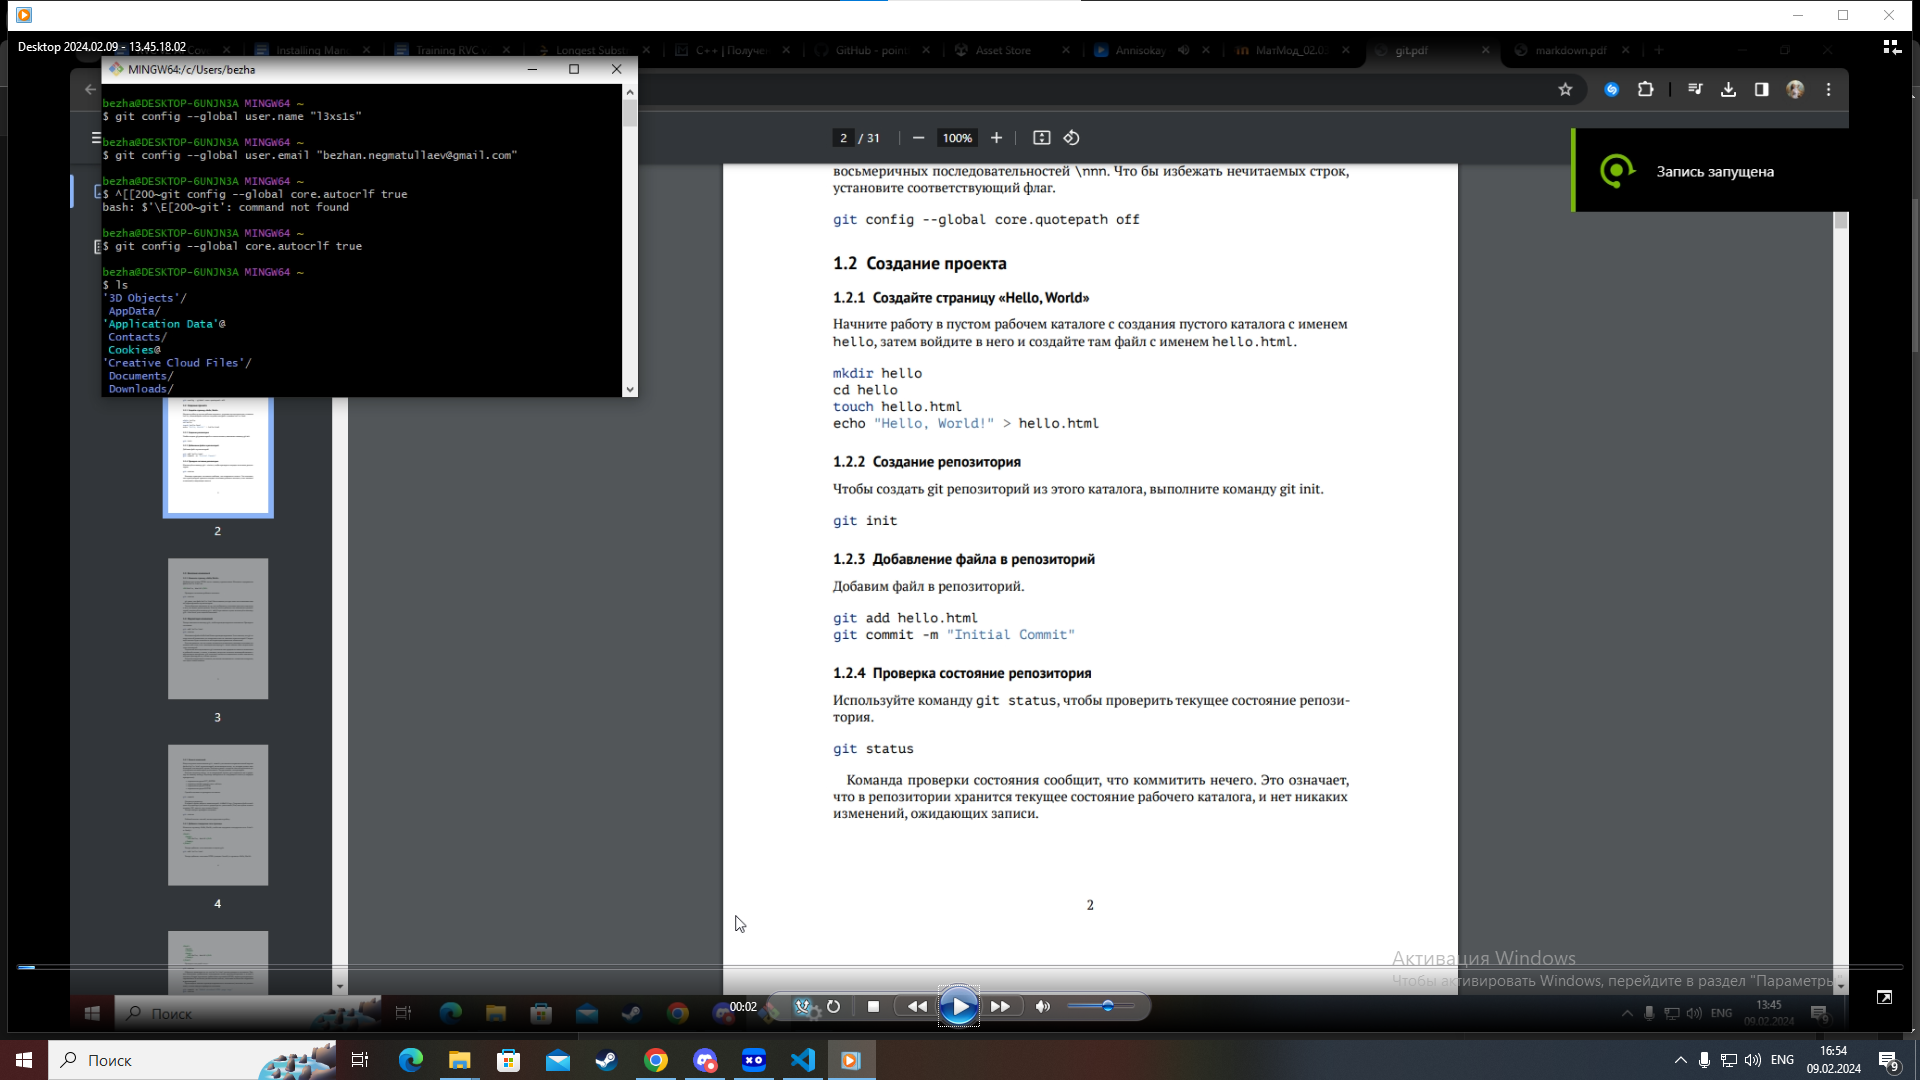 Desktop 2024.02.09 - 13.45.18.02
Installing Man
Training RVC
Longest Subst
C++ | Получе
GitHub - point
Asset Store
Annisokay
МатМод_02.0
git.pdf
markdown.pdf
MINGW64:/c/Users/bezha
bezha@DESKTOP-6UNJN3A MINGW64 ~
$ git config --global user.name "l3xs1s"
bezha@DESKTOP-6UNJN3A MINGW64 ~
$ git config --global user.email "bezhan.negmatullaev@gmail.com"
bezha@DESKTOP-6UNJN3A MINGW64 ~
$ ^[[200~git config --global core.autocrlf true
bash: $'\E[200~git': command not found
bezha@DESKTOP-6UNJN3A MINGW64 ~
$ git config --global core.autocrlf true
bezha@DESKTOP-6UNJN3A MINGW64 ~
$ ls
'3D Objects'/
AppData/
'Application Data'@
Contacts/
Cookies@
'Creative Cloud Files'/
Documents/
Downloads/
2 / 31
100%
Запись запущена
восьмеричных последовательностей \nnn. Что бы избежать нечитаемых строк,
установите соответствующий флаг.
git config --global core.quotepath off
1.2 Создание проекта
1.2.1 Создайте страницу «Hello, World»
Начните работу в пустом рабочем каталоге с создания пустого каталога с именем
hello, затем войдите в него и создайте там файл с именем hello.html.
mkdir hello
cd hello
touch hello.html
echo "Hello, World!" > hello.html
1.2.2 Создание репозитория
Чтобы создать git репозиторий из этого каталога, выполните команду git init.
git init
1.2.3 Добавление файла в репозиторий
Добавим файл в репозиторий.
git add hello.html
git commit -m "Initial Commit"
1.2.4 Проверка состояние репозитория
Используйте команду git status, чтобы проверить текущее состояние репози-
тория.
git status
Команда проверки состояния сообщит, что коммитить нечего. Это означает,
что в репозитории хранится текущее состояние рабочего каталога, и нет никаких
изменений, ожидающих записи.
2
2
3
4
Активация Windows
Чтобы активировать Windows, перейдите в раздел "Параметры
Поиск
00:02
ENG
13:45
09.02.2024
Поиск
ENG
16:54
09.02.2024
9